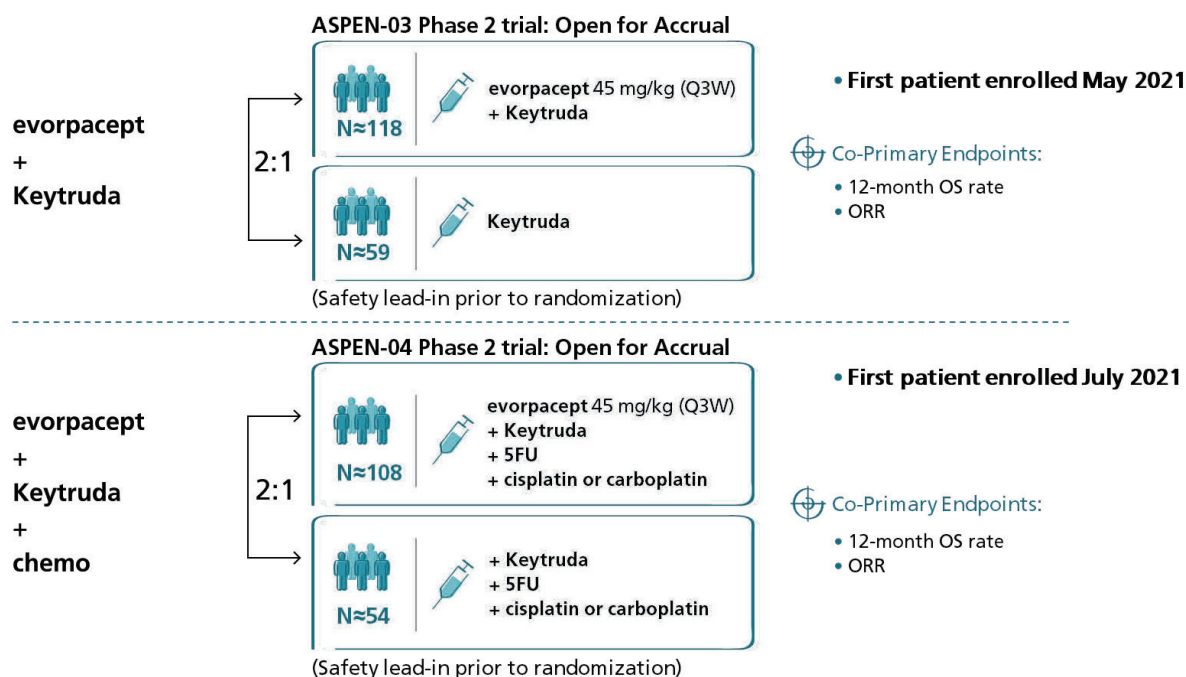 ASPEN-03 Phase 2 trial: Open for Accrual
evorpacept
+
Keytruda
2:1
N≈118
evorpacept 45 mg/kg (Q3W)
+ Keytruda
N≈59
Keytruda
(Safety lead-in prior to randomization)
• First patient enrolled May 2021
Co-Primary Endpoints:
• 12-month OS rate
• ORR
ASPEN-04 Phase 2 trial: Open for Accrual
evorpacept
+
Keytruda
+
chemo
2:1
N≈108
evorpacept 45 mg/kg (Q3W)
+ Keytruda
+ 5FU
+ cisplatin or carboplatin
N≈54
+ Keytruda
+ 5FU
+ cisplatin or carboplatin
(Safety lead-in prior to randomization)
• First patient enrolled July 2021
Co-Primary Endpoints:
• 12-month OS rate
• ORR